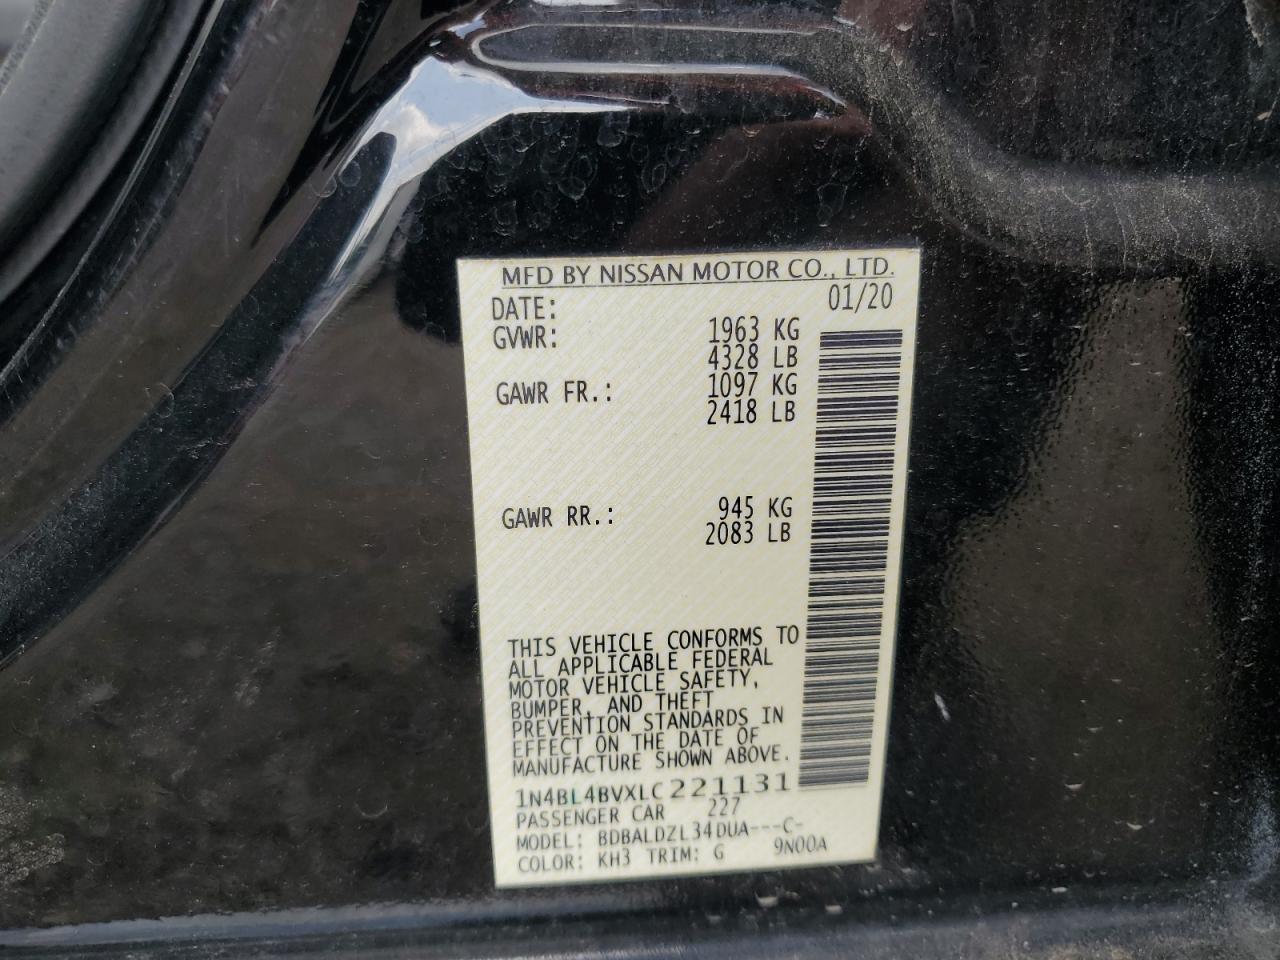 MFD BY NISSAN MOTOR CO., LTD.
DATE: 01/20
GVWR: 1963 KG
4328 LB
GAWR FR.: 1097 KG
2418 LB
GAWR RR.: 945 KG
2083 LB
THIS VEHICLE CONFORMS TO
ALL APPLICABLE FEDERAL
MOTOR VEHICLE SAFETY,
BUMPER, AND THEFT
PREVENTION STANDARDS IN
EFFECT ON THE DATE OF
MANUFACTURE SHOWN ABOVE.
1N4BL4BVXLC221131
PASSENGER CAR 227
MODEL: BDBALDZL34DUA---C-
COLOR: KH3 TRIM: G 9N00A